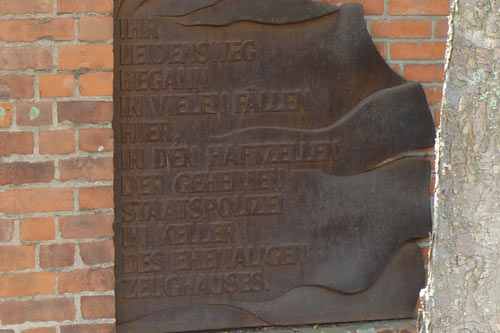 IHR
LEIDENSWEG
BEGANN
IN VIELEN FÄLLEN
HIER,
IN DEN HAFTZELLEN
DER GEHEIMEN
STAATSPOLIZEI
IM KELLER
DES EHEMALIGEN
ZEUGHAUSES.